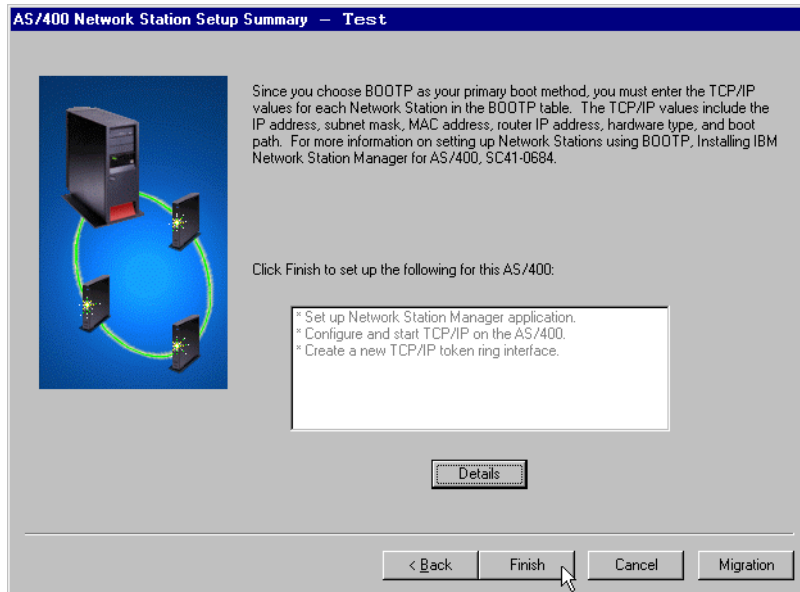 AS/400 Network Station Setup Summary – Test
Since you choose BOOTP as your primary boot method, you must enter the TCP/IP
values for each Network Station in the BOOTP table. The TCP/IP values include the
IP address, subnet mask, MAC address, router IP address, hardware type, and boot
path. For more information on setting up Network Stations using BOOTP, Installing IBM
Network Station Manager for AS/400, SC41-0684.
Click Finish to set up the following for this AS/400:
* Set up Network Station Manager application.
* Configure and start TCP/IP on the AS/400.
* Create a new TCP/IP token ring interface.
Details
< Back
Finish
Cancel
Migration